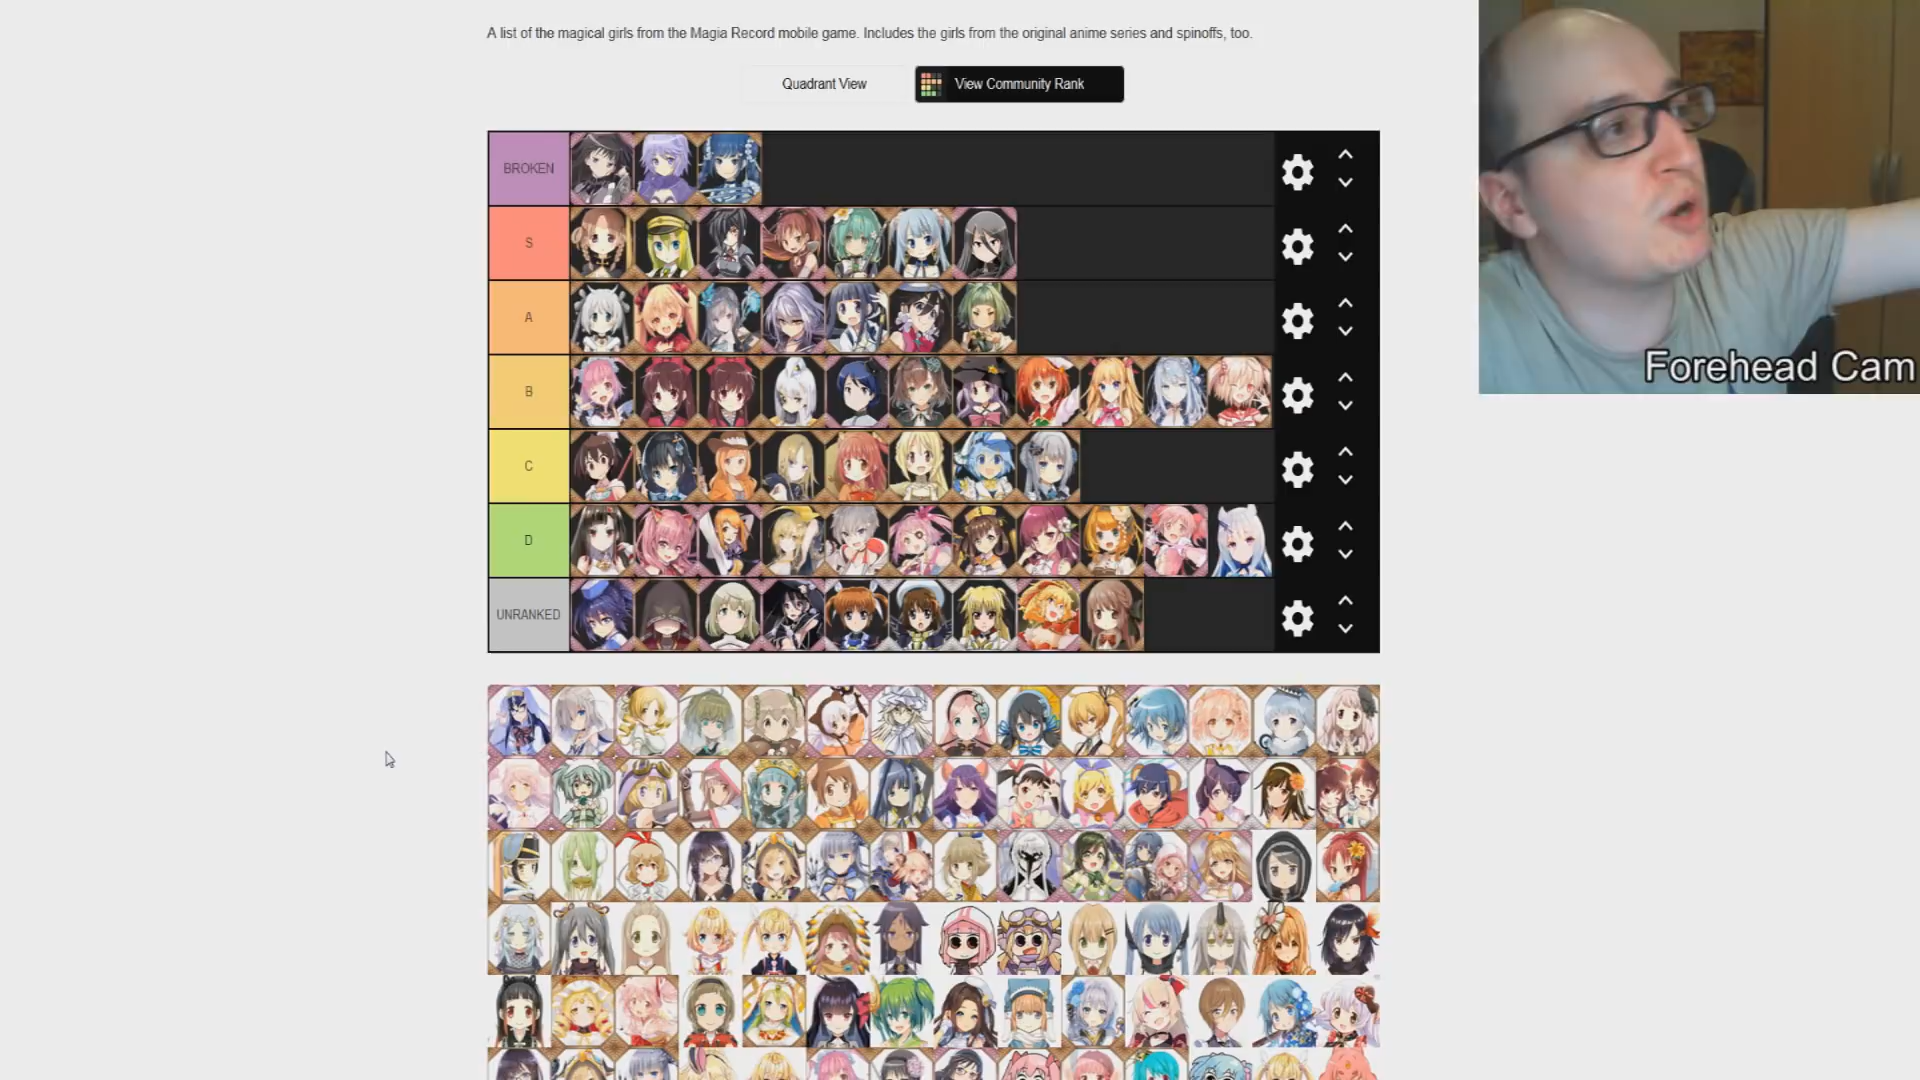 A list of the magical girls from the Magia Record mobile game. Includes the girls from the original anime series and spinoffs, too.
Quadrant View
View Community Rank
BROKEN
S
A
B
C
D
UNRANKED
Forehead Cam